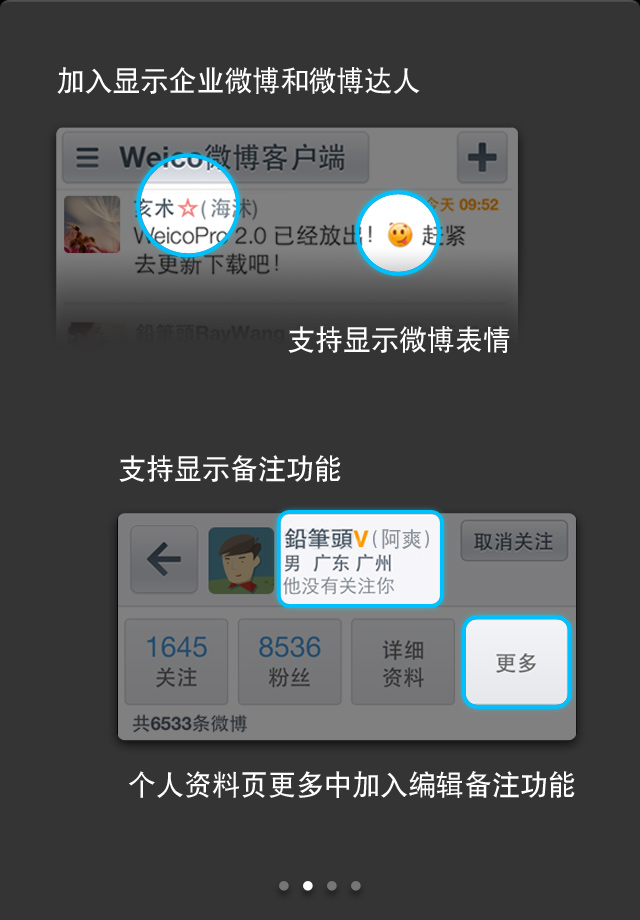 加入显示企业微博和微博达人
Weico微博客户端
亥术☆(海沭)
今天 09:52
WeicoPro 2.0 已经放出！ 赶紧
去更新下载吧！
鉛筆頭RayWang
支持显示微博表情
支持显示备注功能
鉛筆頭V(阿爽)
男 广东 广州
他没有关注你
取消关注
1645
关注
8536
粉丝
详细
资料
更多
共6533条微博
个人资料页更多中加入编辑备注功能